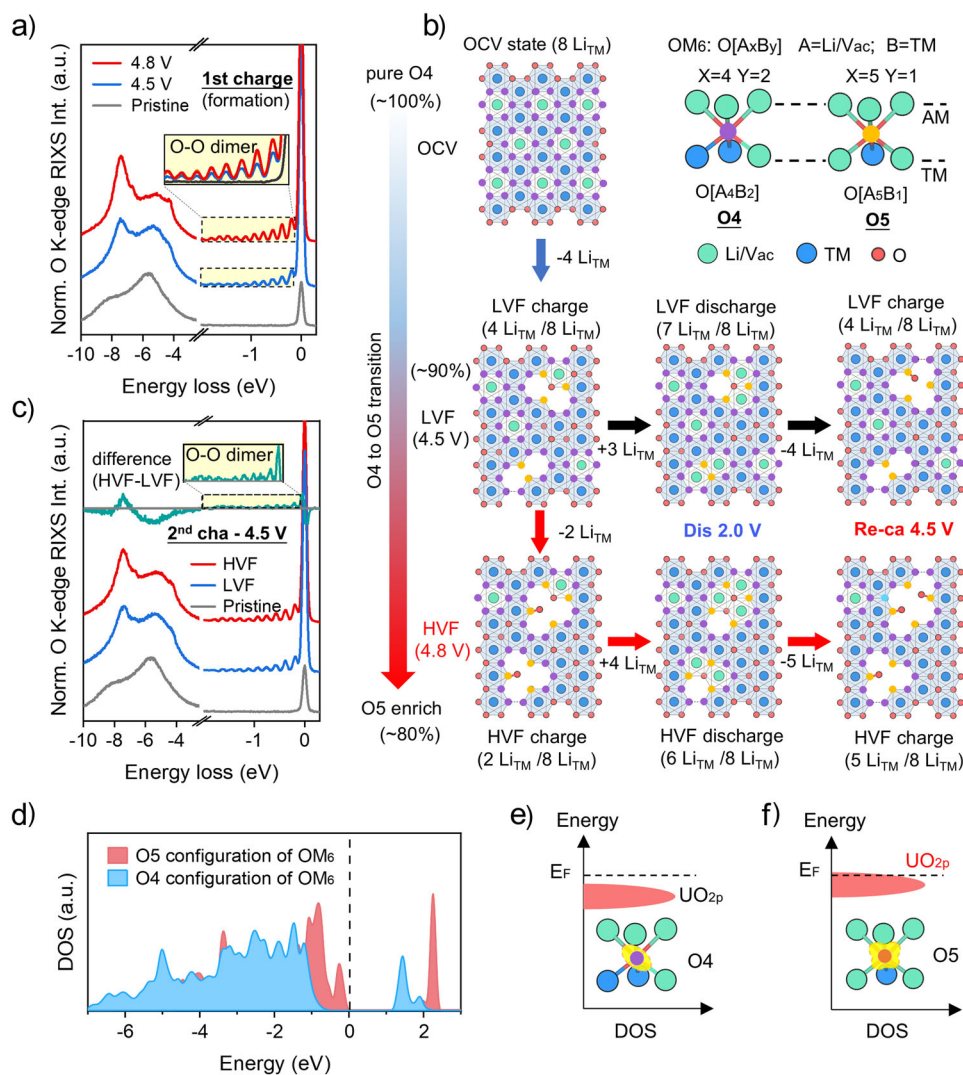 a)
Norm. O K-edge RIXS Int. (a.u.)
4.8 V
4.5 V
Pristine
1st charge
(formation)
O-O dimer
-10 -8 -6 -4 -1 0
Energy loss (eV)
b)
OCV state (8 LiTM)
pure O4
(~100%)
OCV
O4 to O5 transition
(~90%)
LVF
(4.5 V)
HVF
(4.8 V)
O5 enrich
(~80%)
OM6: O[AxBy] A=Li/Vac; B=TM
X=4 Y=2
X=5 Y=1
AM
TM
O[A4B2]
O4
O[A5B1]
O5
Li/Vac
TM
O
-4 LiTM
LVF charge
(4 LiTM /8 LiTM)
LVF discharge
(7 LiTM /8 LiTM)
LVF charge
(4 LiTM /8 LiTM)
+3 LiTM
-4 LiTM
-2 LiTM
Dis 2.0 V
Re-ca 4.5 V
+4 LiTM
-5 LiTM
HVF charge
(2 LiTM /8 LiTM)
HVF discharge
(6 LiTM /8 LiTM)
HVF charge
(5 LiTM /8 LiTM)
c)
Norm. O K-edge RIXS Int. (a.u.)
difference
(HVF-LVF)
O-O dimer
2nd cha - 4.5 V
HVF
LVF
Pristine
-10 -8 -6 -4 -1 0
Energy loss (eV)
d)
DOS (a.u.)
O5 configuration of OM6
O4 configuration of OM6
-6 -4 -2 0 2
Energy (eV)
e)
Energy
EF
UO2p
O4
DOS
f)
Energy
UO2p
EF
O5
DOS